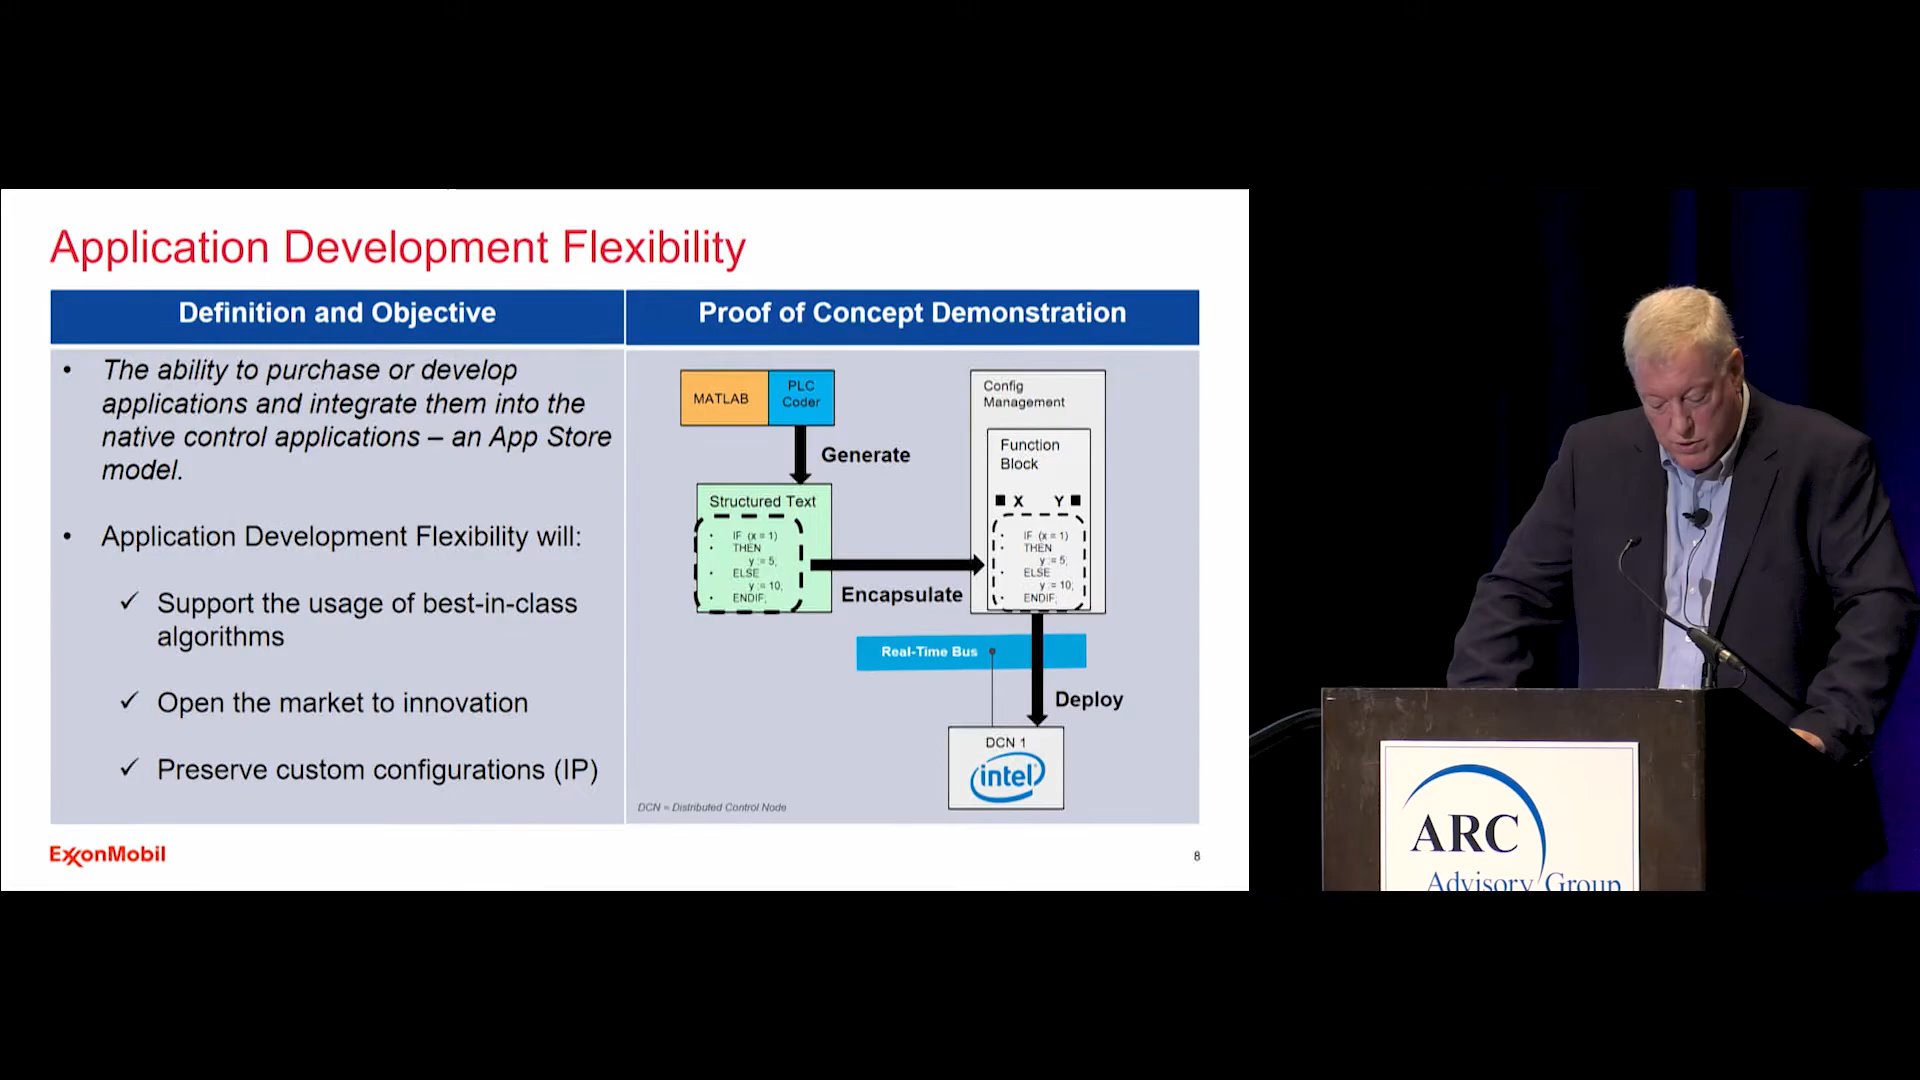 Application Development Flexibility
Definition and Objective
• The ability to purchase or develop
applications and integrate them into the
native control applications – an App Store
model.
• Application Development Flexibility will:
✓ Support the usage of best-in-class
algorithms
✓ Open the market to innovation
✓ Preserve custom configurations (IP)
Proof of Concept Demonstration
MATLAB
PLC
Coder
Generate
Structured Text
• IF (x = 1)
• THEN
y := 5;
• ELSE
y := 10;
• ENDIF;
Encapsulate
Config
Management
Function
Block
X Y
• IF (x = 1)
• THEN
y := 5;
• ELSE
y := 10;
• ENDIF;
Real-Time Bus
Deploy
DCN 1
intel
DCN = Distributed Control Node
ExxonMobil
8
ARC
Advisory Group